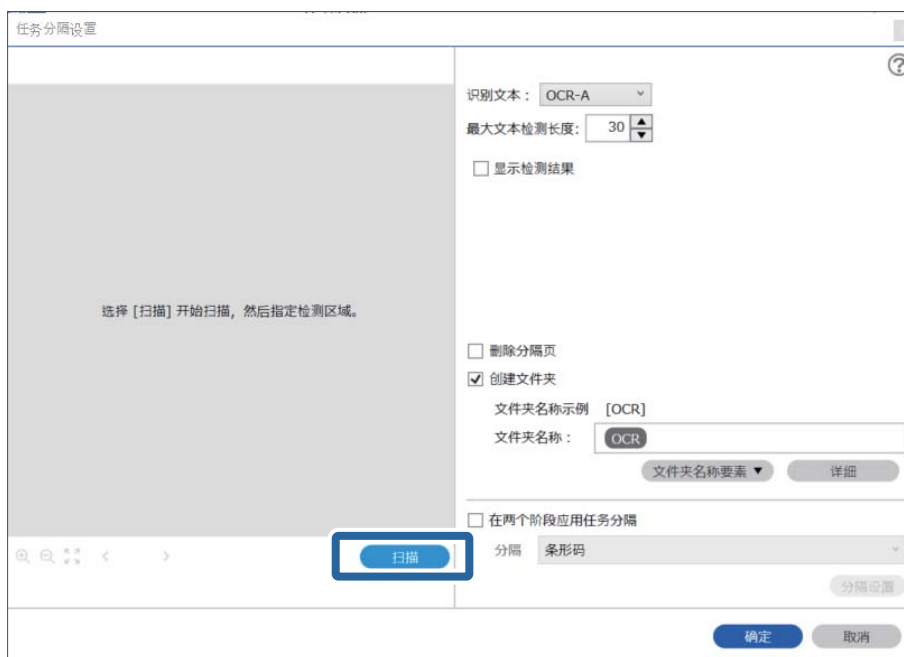 任务分隔设置
识别文本： OCR-A
最大文本检测长度： 30
显示检测结果
选择 [扫描] 开始扫描，然后指定检测区域。
删除分隔页
创建文件夹
文件夹名称示例 [OCR]
文件夹名称： OCR
文件夹名称要素▼ 详细
在两个阶段应用任务分隔
分隔 条形码
扫描
分隔设置
确定 取消